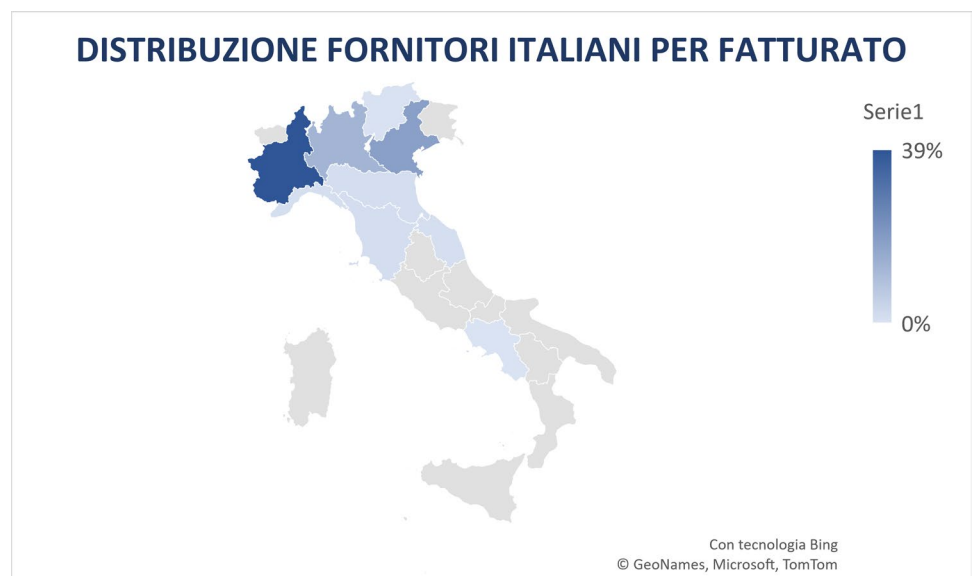 DISTRIBUZIONE FORNITORI ITALIANI PER FATTURATO
Serie1
39%
0%
Con tecnologia Bing
© GeoNames, Microsoft, TomTom